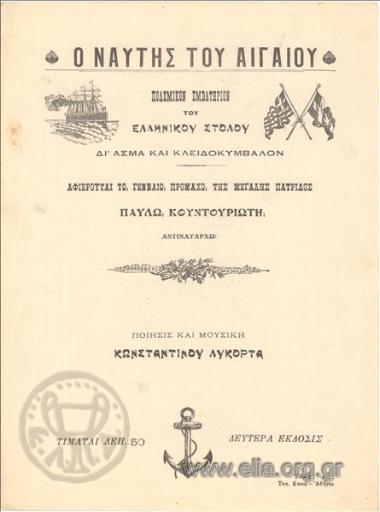 Ο ΝΑΥΤΗΣ ΤΟΥ ΑΙΓΑΙΟΥ
ΠΟΛΕΜΙΚΟΝ ΕΜΒΑΤΗΡΙΟΝ
ΤΟΥ
ΕΛΛΗΝΙΚΟΥ ΣΤΟΛΟΥ
ΔΙ' ΑΣΜΑ ΚΑΙ ΚΛΕΙΔΟΚΥΜΒΑΛΟΝ
ΑΦΙΕΡΟΥΤΑΙ ΤΩ, ΓΕΝΝΑΙΩ, ΠΡΟΜΑΧΩ, ΤΗΣ ΜΕΓΑΛΗΣ ΠΑΤΡΙΔΟΣ
ΠΑΥΛΩ, ΚΟΥΝΤΟΥΡΙΩΤΗ,
ΑΝΤΙΝΑΥΑΡΧΩ,
ΠΟΙΗΣΙΣ ΚΑΙ ΜΟΥΣΙΚΗ
ΚΩΝΣΤΑΝΤΙΝΟΥ ΛΥΚΟΡΤΑ
Ε.Λ.Ι.Α
ΤΙΜΑΤΑΙ ΛΕΠ. 50
ΔΕΥΤΕΡΑ ΕΚΔΟΣΙΣ
www.elia.org.gr